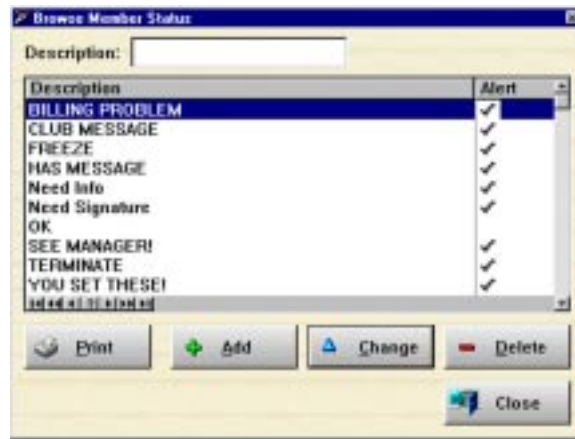 Browse Member Status
Description:
Description Alert
BILLING PROBLEM
CLUB MESSAGE
FREEZE
HAS MESSAGE
Need Info
Need Signature
OK
SEE MANAGER!
TERMINATE
YOU SET THESE!
Print Add Change Delete
Close